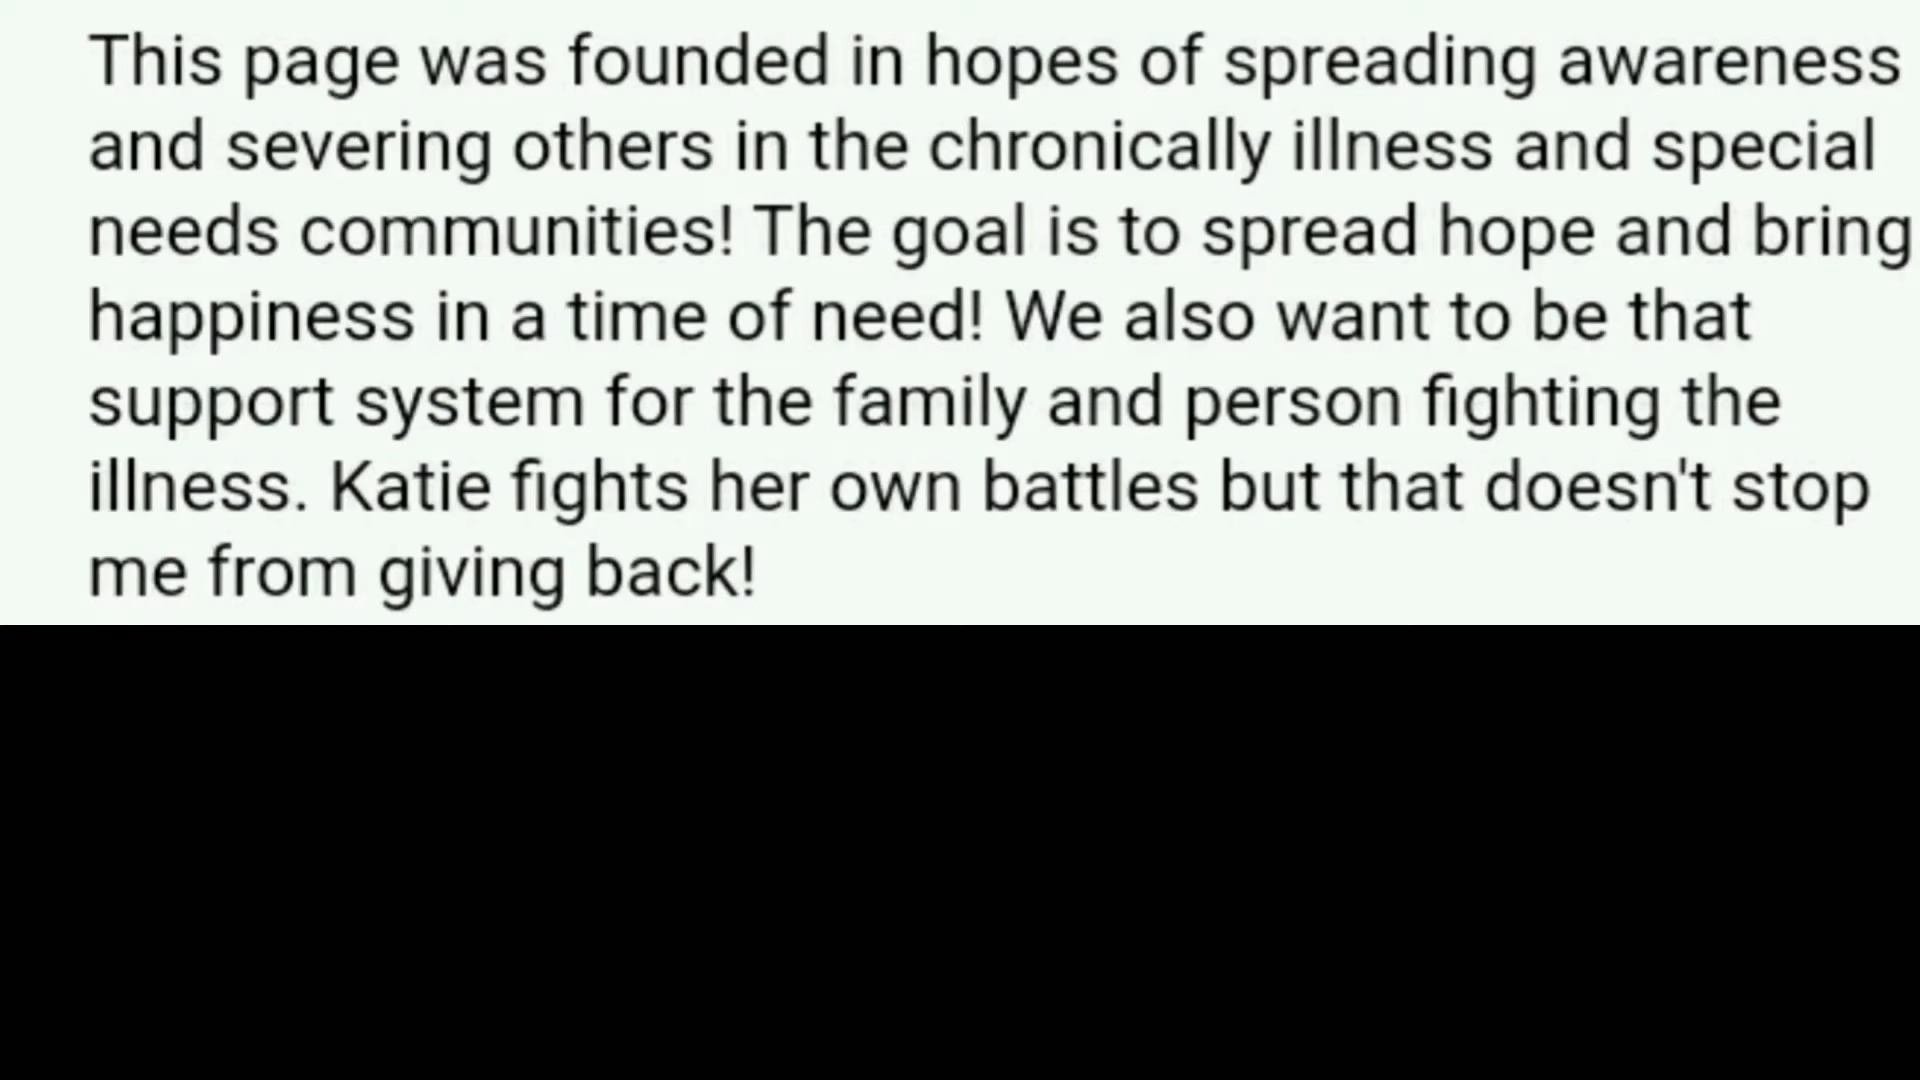 This page was founded in hopes of spreading awareness
and severing others in the chronically illness and special
needs communities! The goal is to spread hope and bring
happiness in a time of need! We also want to be that
support system for the family and person fighting the
illness. Katie fights her own battles but that doesn't stop
me from giving back!